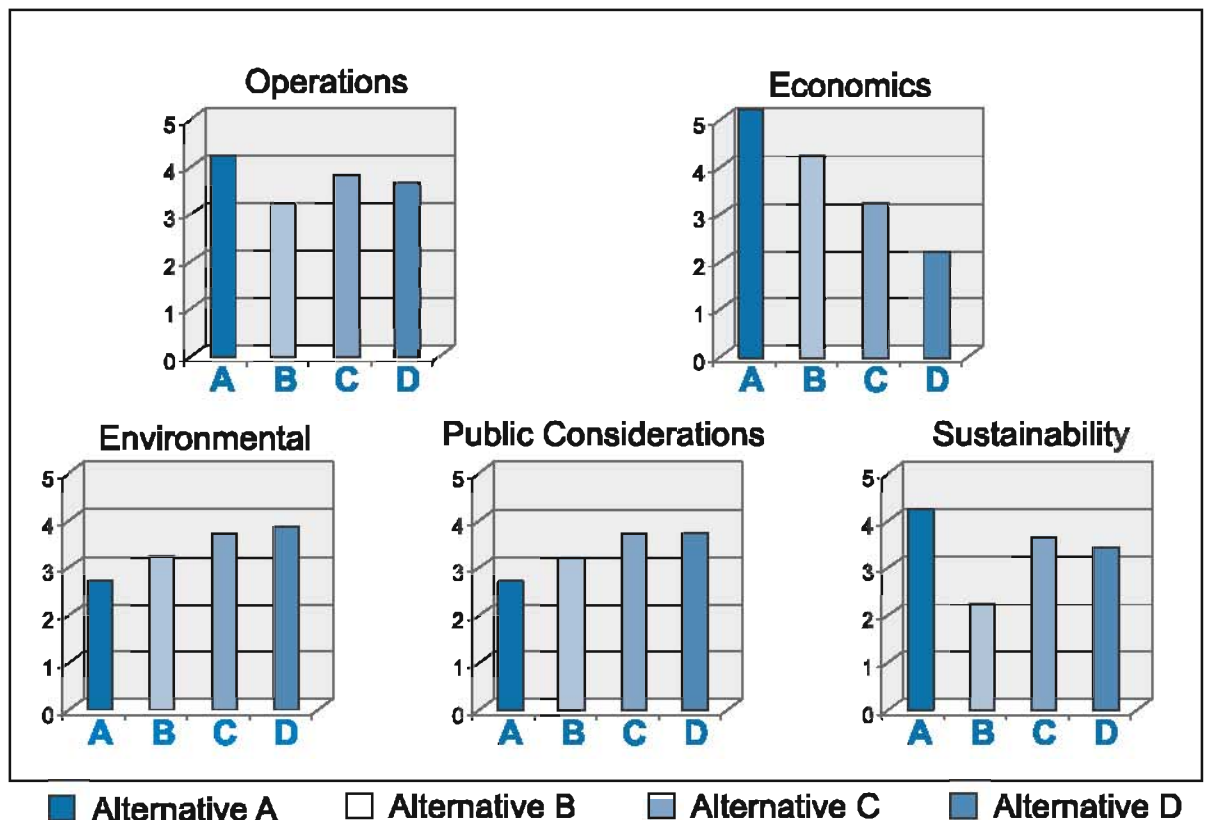 Operations
5
4
3
2
1
0
A B C D
Economics
5
4
3
2
1
0
A B C D
Environmental
5
4
3
2
1
0
A B C D
Public Considerations
5
4
3
2
1
0
A B C D
Sustainability
5
4
3
2
1
0
A B C D
Alternative A Alternative B Alternative C Alternative D